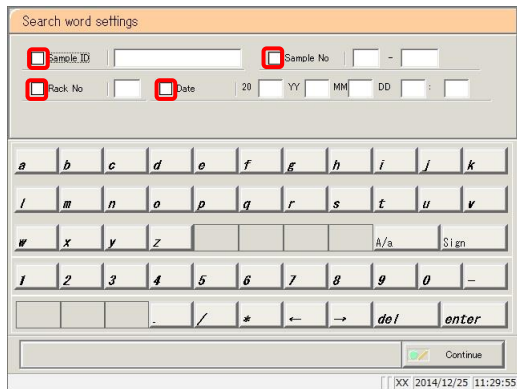 Search word settings
Sample ID Sample No -
Rack No Date 20 YY MM DD :
a b c d e f g h i j k
l m n o p q r s t u v
w x y z A/a Sign
1 2 3 4 5 6 7 8 9 0 -
. / * ← → del enter
Continue
XX 2014/12/25 11:29:55